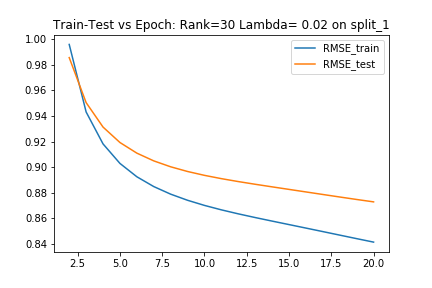 Train-Test vs Epoch: Rank=30 Lambda= 0.02 on split_1
RMSE_train
RMSE_test
1.00
0.98
0.96
0.94
0.92
0.90
0.88
0.86
0.84
2.5 5.0 7.5 10.0 12.5 15.0 17.5 20.0